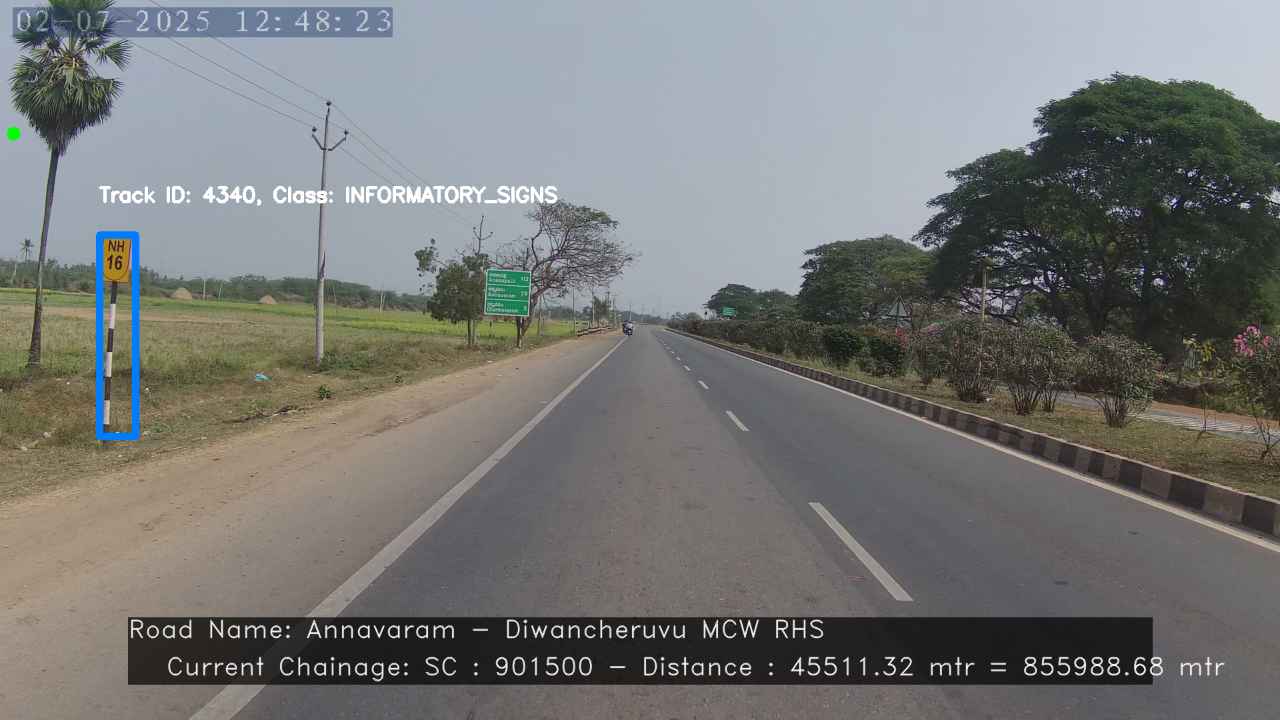 02-07-2025 12:48:23
Track ID: 4340, Class: INFORMATORY_SIGNS
NH
16
Road Name: Annavaram - Diwancheruvu MCW RHS
Current Chainage: SC : 901500 - Distance : 45511.32 mtr = 855988.68 mtr